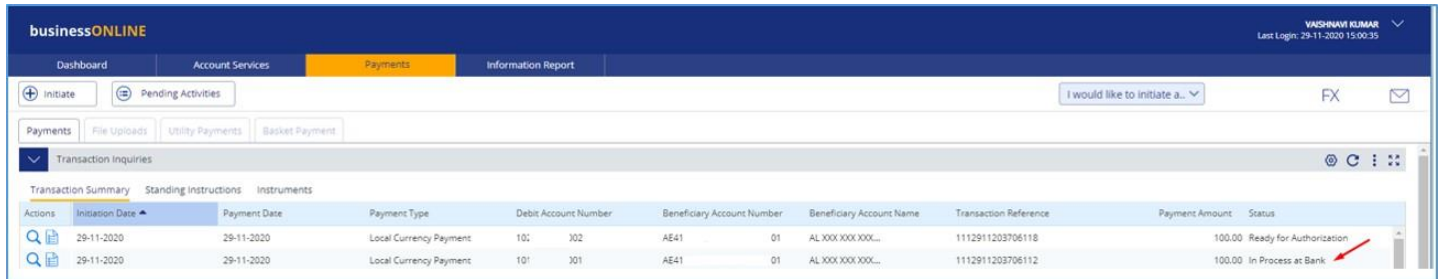 businessONLINE
VAISHNAVI KUMAR
Last Login: 29-11-2020 15:00:35
Dashboard Account Services Payments Information Report
Initiate Pending Activities I would like to initiate a.. FX
Payments File Uploads Utility Payments Basket Payment
Transaction Inquiries
Transaction Summary Standing Instructions Instruments
Actions Initiation Date Payment Date Payment Type Debit Account Number Beneficiary Account Number Beneficiary Account Name Transaction Reference Payment Amount Status
29-11-2020 29-11-2020 Local Currency Payment AE41 01 AL XXX XXX XXX... 1112911203706118 100.00 Ready for Authorization
29-11-2020 29-11-2020 Local Currency Payment AE41 01 AL XXX XXX XXX... 1112911203706112 100.00 In Process at Bank